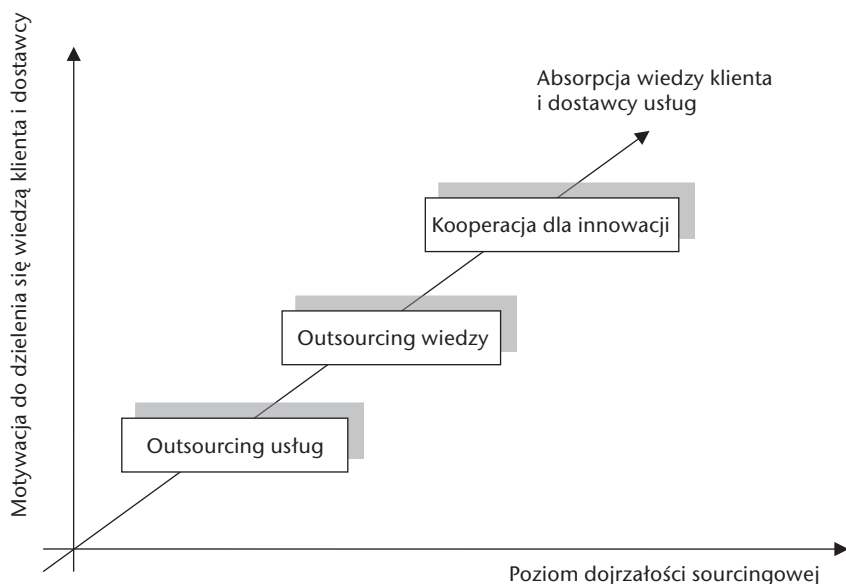 Motywacja do dzielenia się wiedzą klienta i dostawcy
Absorpcja wiedzy klienta
i dostawcy usług
Kooperacja dla innowacji
Outsourcing wiedzy
Outsourcing usług
Poziom dojrzałości sourcingowej